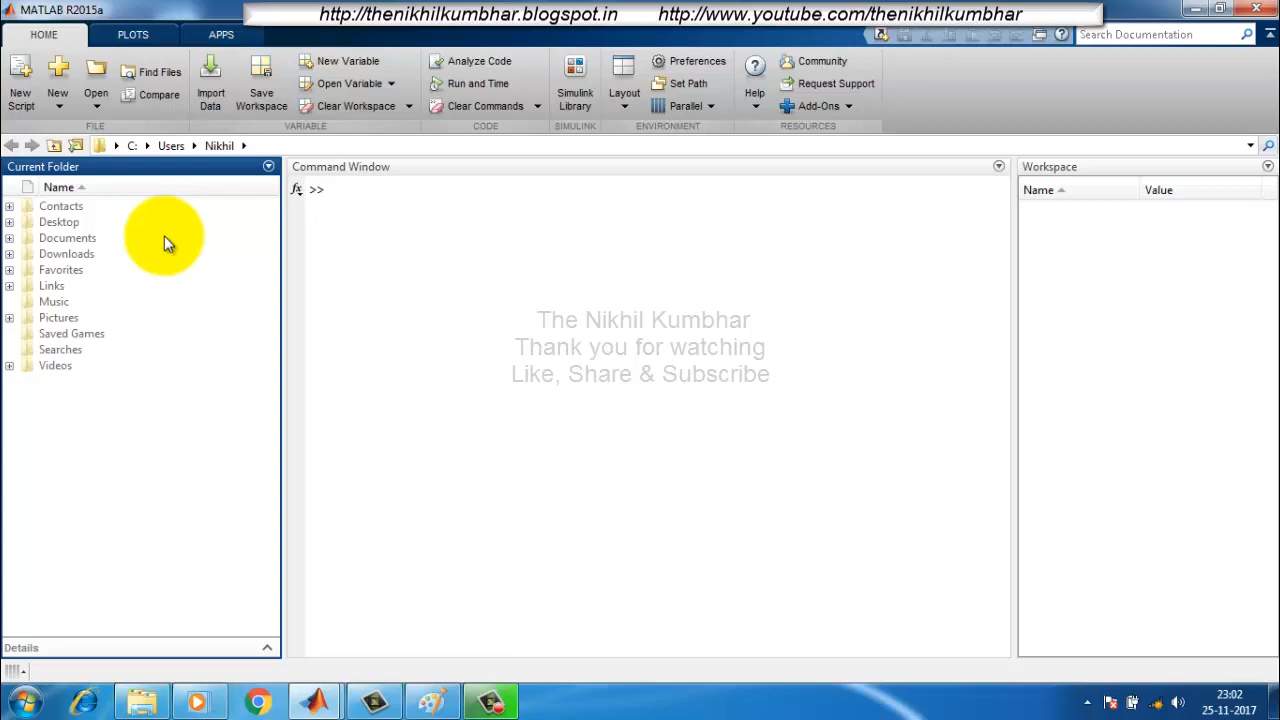 MATLAB R2015a
http://thenikhilkumbhar.blogspot.in http://www.youtube.com/thenikhilkumbhar
HOME PLOTS APPS
Search Documentation
New Script
New
Open
Find Files
Compare
FILE
Import Data
Save Workspace
New Variable
Open Variable
Clear Workspace
VARIABLE
Analyze Code
Run and Time
Clear Commands
CODE
Simulink Library
SIMULINK
Layout
Preferences
Set Path
Parallel
ENVIRONMENT
Help
Community
Request Support
Add-Ons
RESOURCES
C: Users Nikhil
Current Folder
Name
Contacts
Desktop
Documents
Downloads
Favorites
Links
Music
Pictures
Saved Games
Searches
Videos
Details
Command Window
fx >>
The Nikhil Kumbhar
Thank you for watching
Like, Share & Subscribe
Workspace
Name Value
23:02
25-11-2017